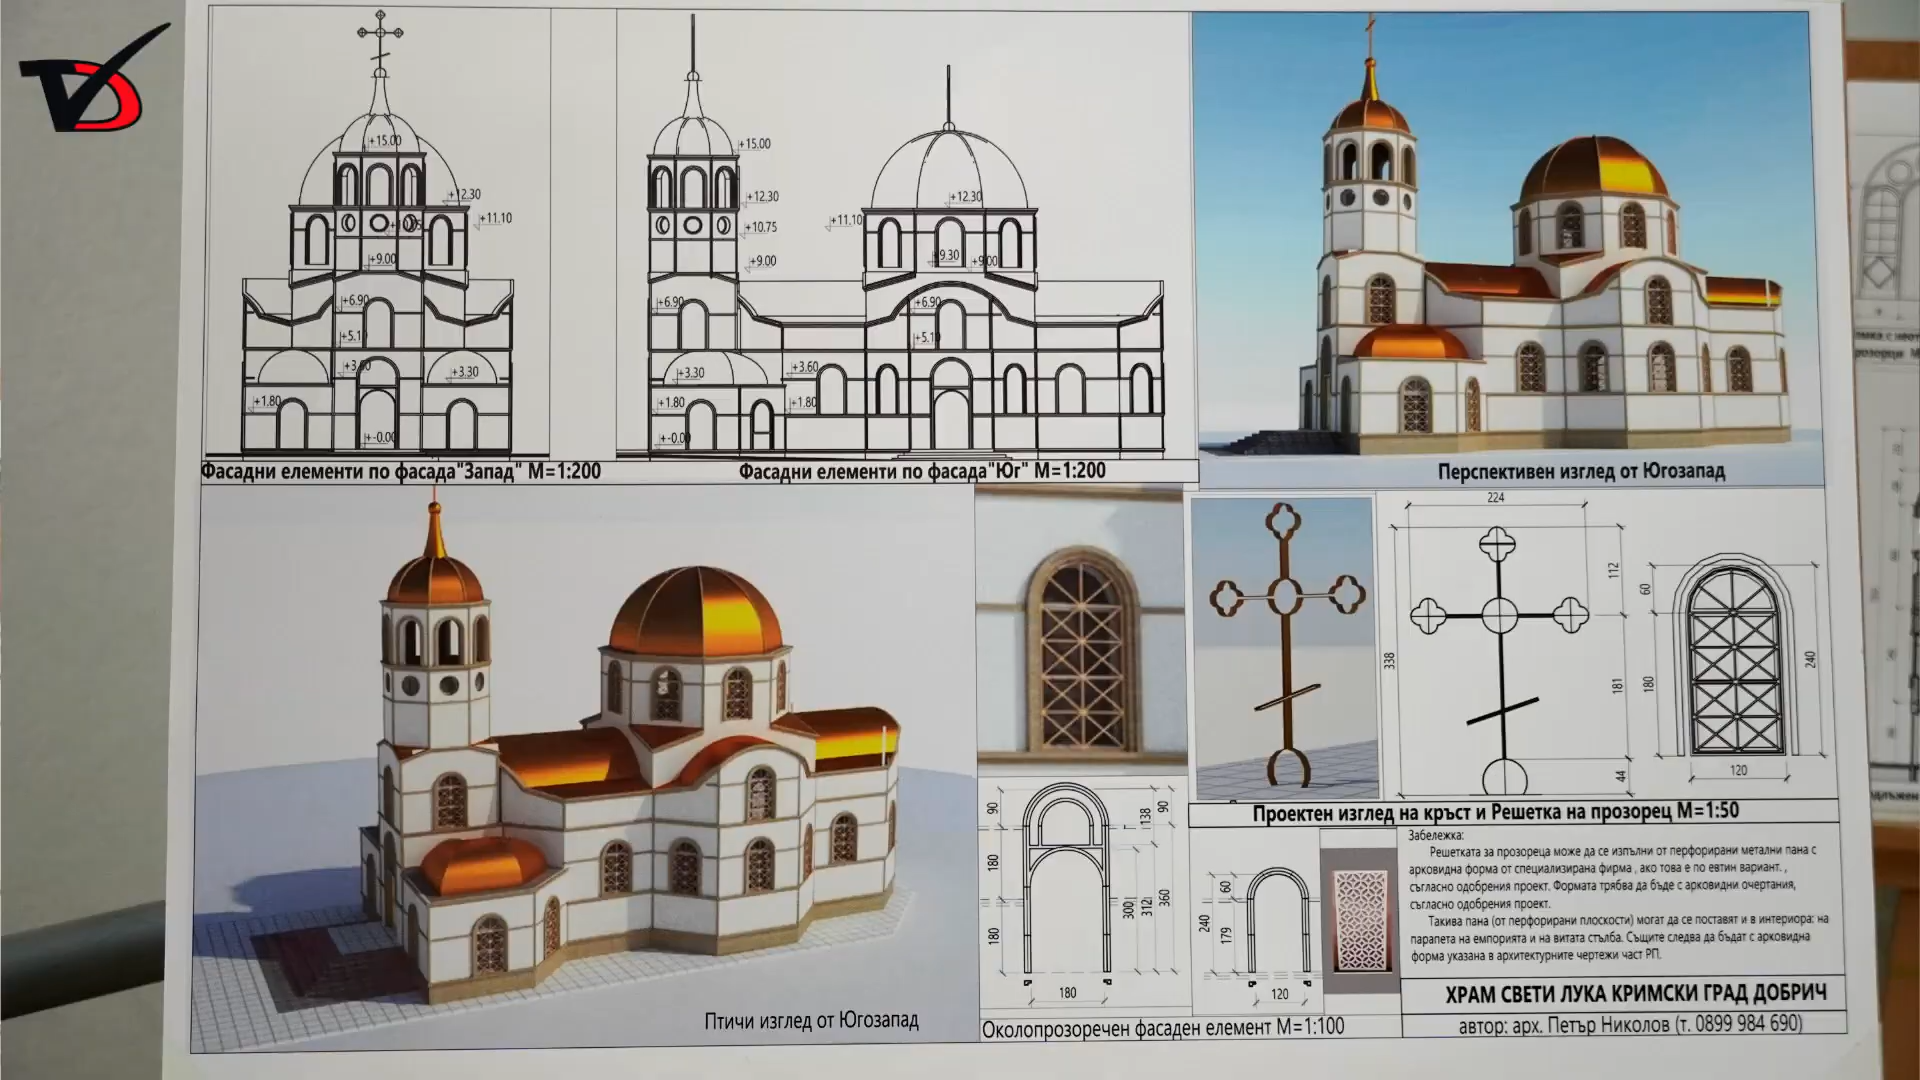 +15.00
+12.30
+11.10
+9.00
+6.90
+3.30
+1.80
+-0.00
Фасадни елементи по фасада"Запад" М=1:200
+15.00
+12.30
+10.75
+9.00
+12.30
+11.10
+9.30
+6.90
+6.90
+5.10
+3.30
+3.60
+1.80
+1.80
Фасадни елементи по фасада"Юг" М=1:200
Перспективен изглед от Югозапад
Птичи изглед от Югозапад
224
338
112
181
44
60
180
240
120
Проектен изглед на кръст и Решетка на прозорец М=1:50
90
180
180
138
90
300
312
360
180
60
240
179
120
Околопрозоречен фасаден елемент М=1:100
Забележка:
Решетката за прозореца може да се изпълни от перфорирани метални пана с
арковидна форма от специализирана фирма , ако това е по евтин вариант. ,
съгласно одобрения проект. Формата трябва да бъде с арковидни очертания,
съгласно одобрения проект.
Такива пана (от перфорирани плоскости) могат да се поставят и в интериора: на
парапета на емпорията и на витата стълба. Същите следва да бъдат с арковидна
форма указана в архитектурните чертежи част РП.
ХРАМ СВЕТИ ЛУКА КРИМСКИ ГРАД ДОБРИЧ
автор: арх. Петър Николов (т. 0899 984 690)